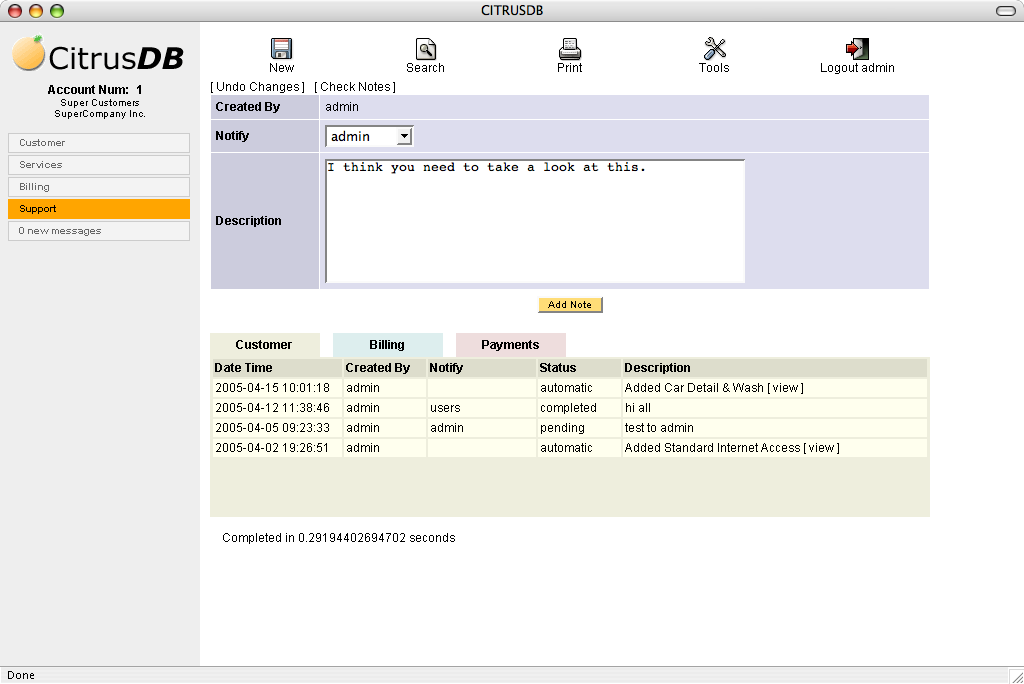 CITRUSDB
CitrusDB
Account Num: 1
Super Customers
SuperCompany Inc.
Customer
Services
Billing
Support
0 new messages
New Search Print Tools Logout admin
[ Undo Changes ] [ Check Notes ]
Created By admin
Notify admin
Description I think you need to take a look at this.
Add Note
Customer Billing Payments
Date Time Created By Notify Status Description
2005-04-15 10:01:18 admin automatic Added Car Detail & Wash [ view ]
2005-04-12 11:38:46 admin users completed hi all
2005-04-05 09:23:33 admin admin pending test to admin
2005-04-02 19:26:51 admin automatic Added Standard Internet Access [ view ]
Completed in 0.29194402694702 seconds
Done